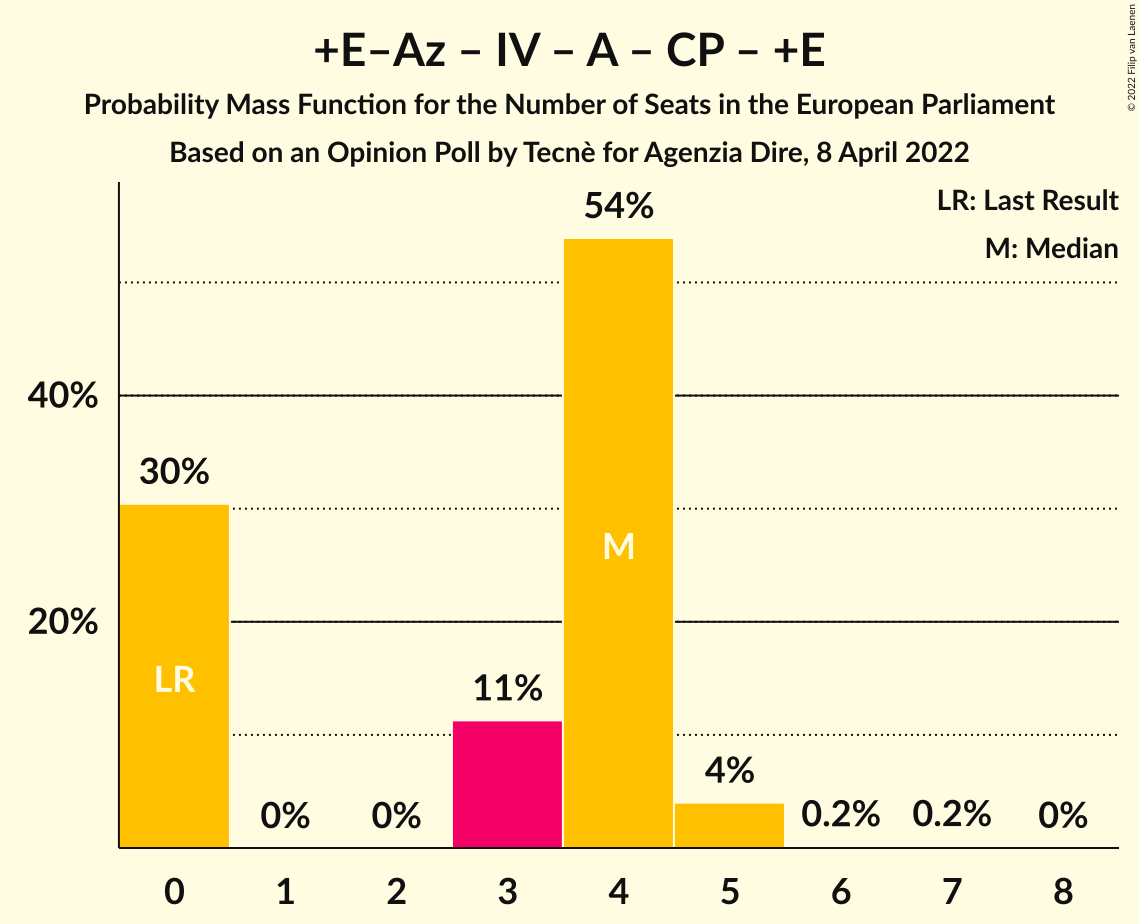 +E–Az – IV – A – CP – +E
Probability Mass Function for the Number of Seats in the European Parliament
Based on an Opinion Poll by Tecnè for Agenzia Dire, 8 April 2022
© 2022 Filip van Laenen
LR: Last Result
M: Median
54%
40%
30%
M
20%
LR
11%
4%
0%
0%
0.2%
0.2%
0%
0 1 2 3 4 5 6 7 8